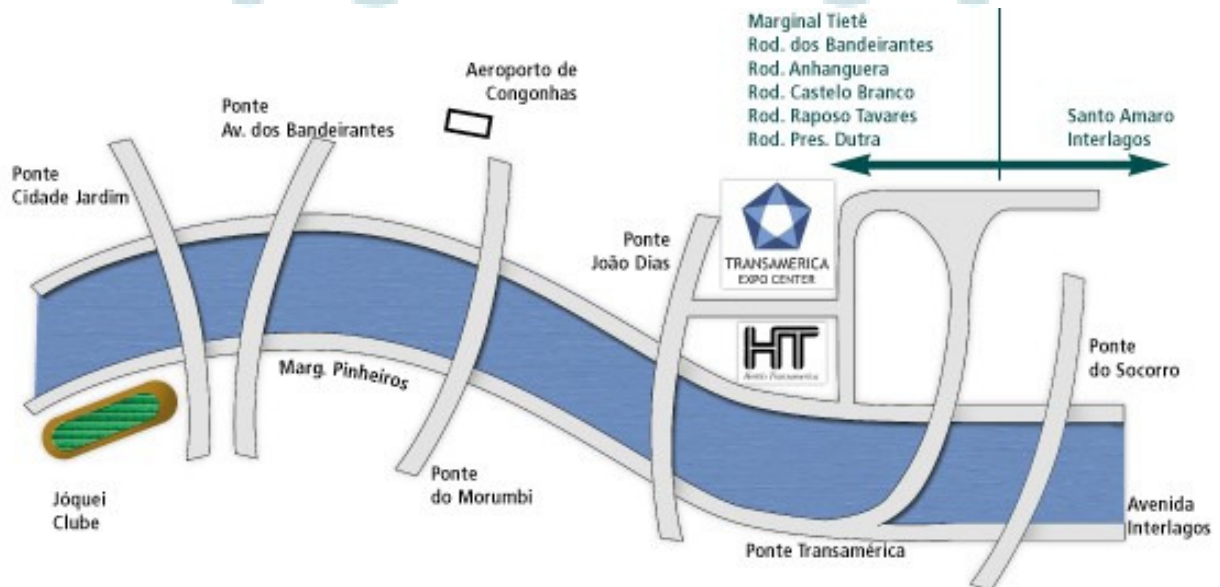 Marginal Tietê
Rod. dos Bandeirantes
Rod. Anhanguera
Rod. Castelo Branco
Rod. Raposo Tavares
Rod. Pres. Dutra
Santo Amaro
Interlagos
Aeroporto de
Congonhas
Ponte
Av. dos Bandeirantes
Ponte
Cidade Jardim
Ponte
João Dias
TRANSAMERICA
EXPO CENTER
HT
Hotéis Transamérica
Ponte
do Socorro
Marg. Pinheiros
Jóquei
Clube
Ponte
do Morumbi
Ponte Transamérica
Avenida
Interlagos